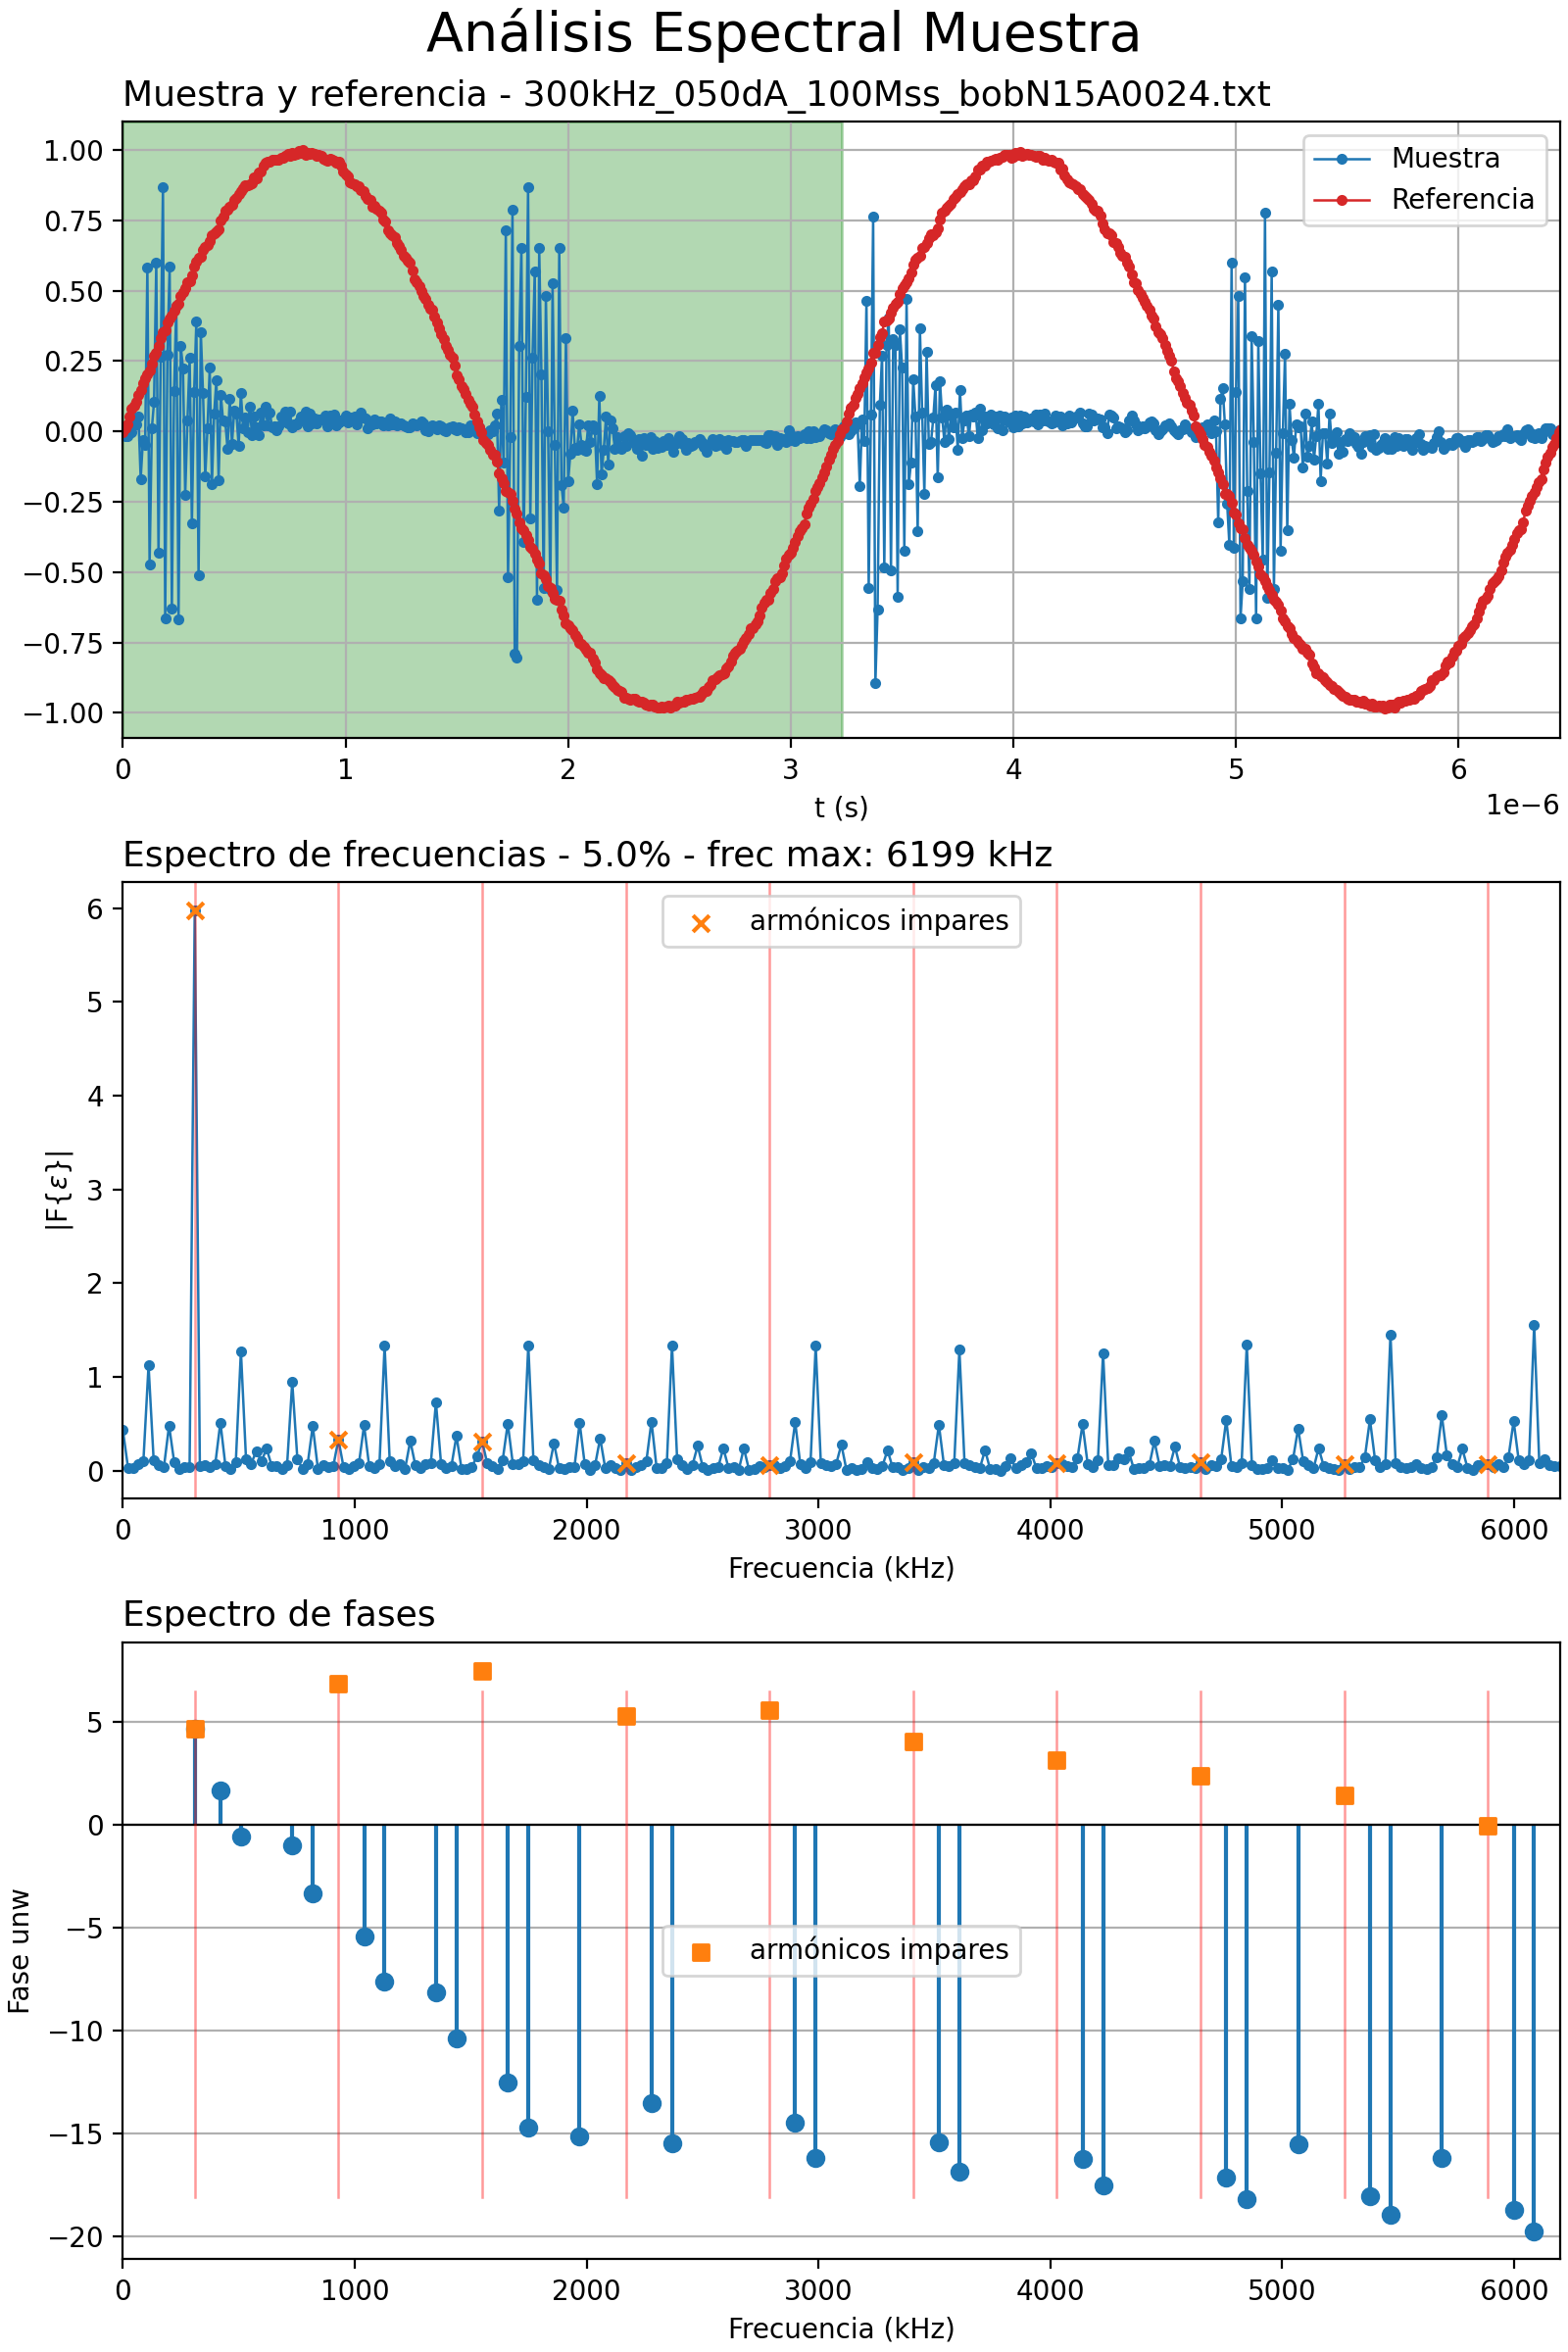 Análisis Espectral Muestra
Muestra y referencia - 300kHz_050dA_100Mss_bobN15A0024.txt
1.00
0.75
0.50
0.25
0.00
−0.25
−0.50
−0.75
−1.00
Muestra
Referencia
0 1 2 3 4 5 6
t (s)
1e−6
Espectro de frecuencias - 5.0% - frec max: 6199 kHz
6
5
4
3
2
1
0
|F{ε}|
armónicos impares
0 1000 2000 3000 4000 5000 6000
Frecuencia (kHz)
Espectro de fases
5
0
−5
−10
−15
−20
Fase unw
armónicos impares
0 1000 2000 3000 4000 5000 6000
Frecuencia (kHz)